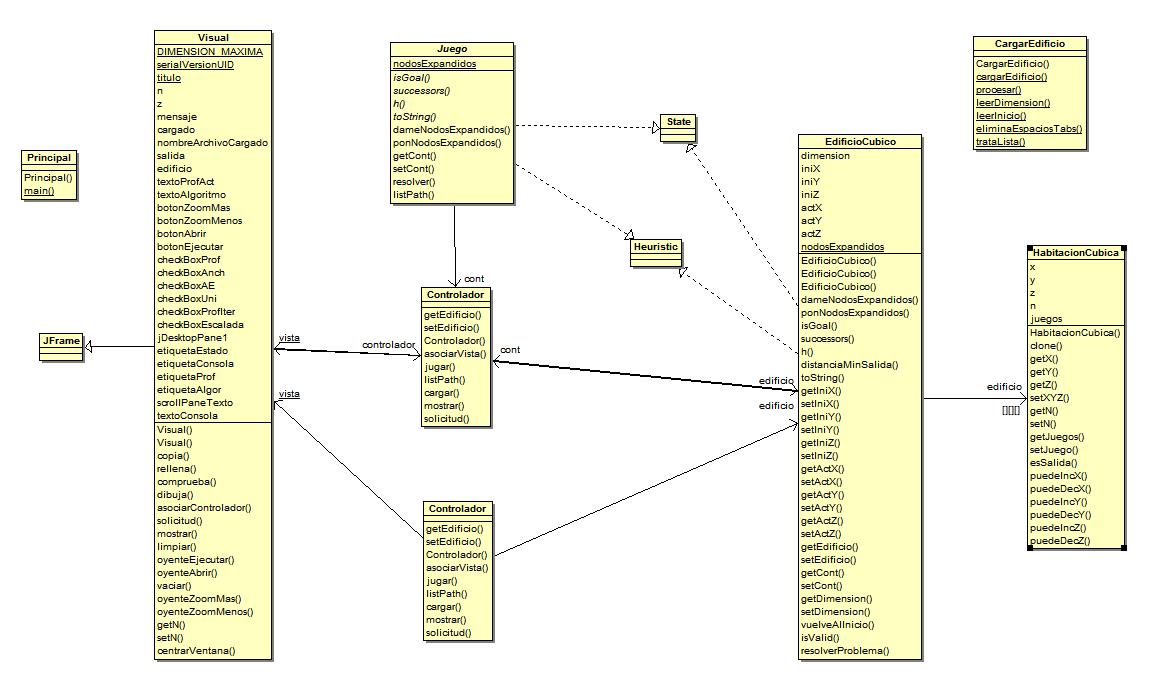 Principal
Principal()
main()
JFrame
Visual
DIMENSION_MAXIMA
serialVersionUID
titulo
n
z
mensaje
cargado
nombreArchivoCargado
salida
edificio
textoProfAct
textoAlgoritmo
botonZoomMas
botonZoomMenos
botonAbrir
botonEjecutar
checkBoxProf
checkBoxAnch
checkBoxAE
checkBoxUni
checkBoxProfIter
checkBoxEscalada
jDesktopPane1
etiquetaEstado
etiquetaConsola
etiquetaProf
etiquetaAlgor
scrollPaneTexto
textoConsola
Visual()
Visual()
copia()
rellena()
comprueba()
dibuja()
asociarControlador()
solicitud()
mostrar()
limpiar()
oyenteEjecutar()
oyenteAbrir()
vaciar()
oyenteZoomMas()
oyenteZoomMenos()
getN()
setN()
centrarVentana()
vista
controlador
vista
Juego
nodosExpandidos
isGoal()
successors()
h()
toString()
dameNodosExpandidos()
ponNodosExpandidos()
getCont()
setCont()
resolver()
listPath()
cont
Controlador
getEdificio()
setEdificio()
Controlador()
asociarVista()
jugar()
listPath()
cargar()
mostrar()
solicitud()
cont
Controlador
getEdificio()
setEdificio()
Controlador()
asociarVista()
jugar()
listPath()
cargar()
mostrar()
solicitud()
State
Heuristic
edificio
edificio
EdificioCubico
dimension
iniX
iniY
iniZ
actX
actY
actZ
nodosExpandidos
EdificioCubico()
EdificioCubico()
EdificioCubico()
dameNodosExpandidos()
ponNodosExpandidos()
isGoal()
successors()
h()
distanciaMinSalida()
toString()
getIniX()
setIniX()
getIniY()
setIniY()
getIniZ()
setIniZ()
getActX()
setActX()
getActY()
setActY()
getActZ()
setActZ()
getEdificio()
setEdificio()
getCont()
setCont()
getDimension()
setDimension()
vuelveAlInicio()
isValid()
resolverProblema()
edificio
[][][]
CargarEdificio
CargarEdificio()
cargarEdificio()
procesar()
leerDimension()
leerInicio()
eliminaEspaciosTabs()
trataLista()
HabitacionCubica
x
y
z
n
juegos
HabitacionCubica()
clone()
getX()
getY()
getZ()
setXYZ()
getN()
setN()
getJuegos()
setJuego()
esSalida()
puedeIncX()
puedeDecX()
puedeIncY()
puedeDecY()
puedeIncZ()
puedeDecZ()